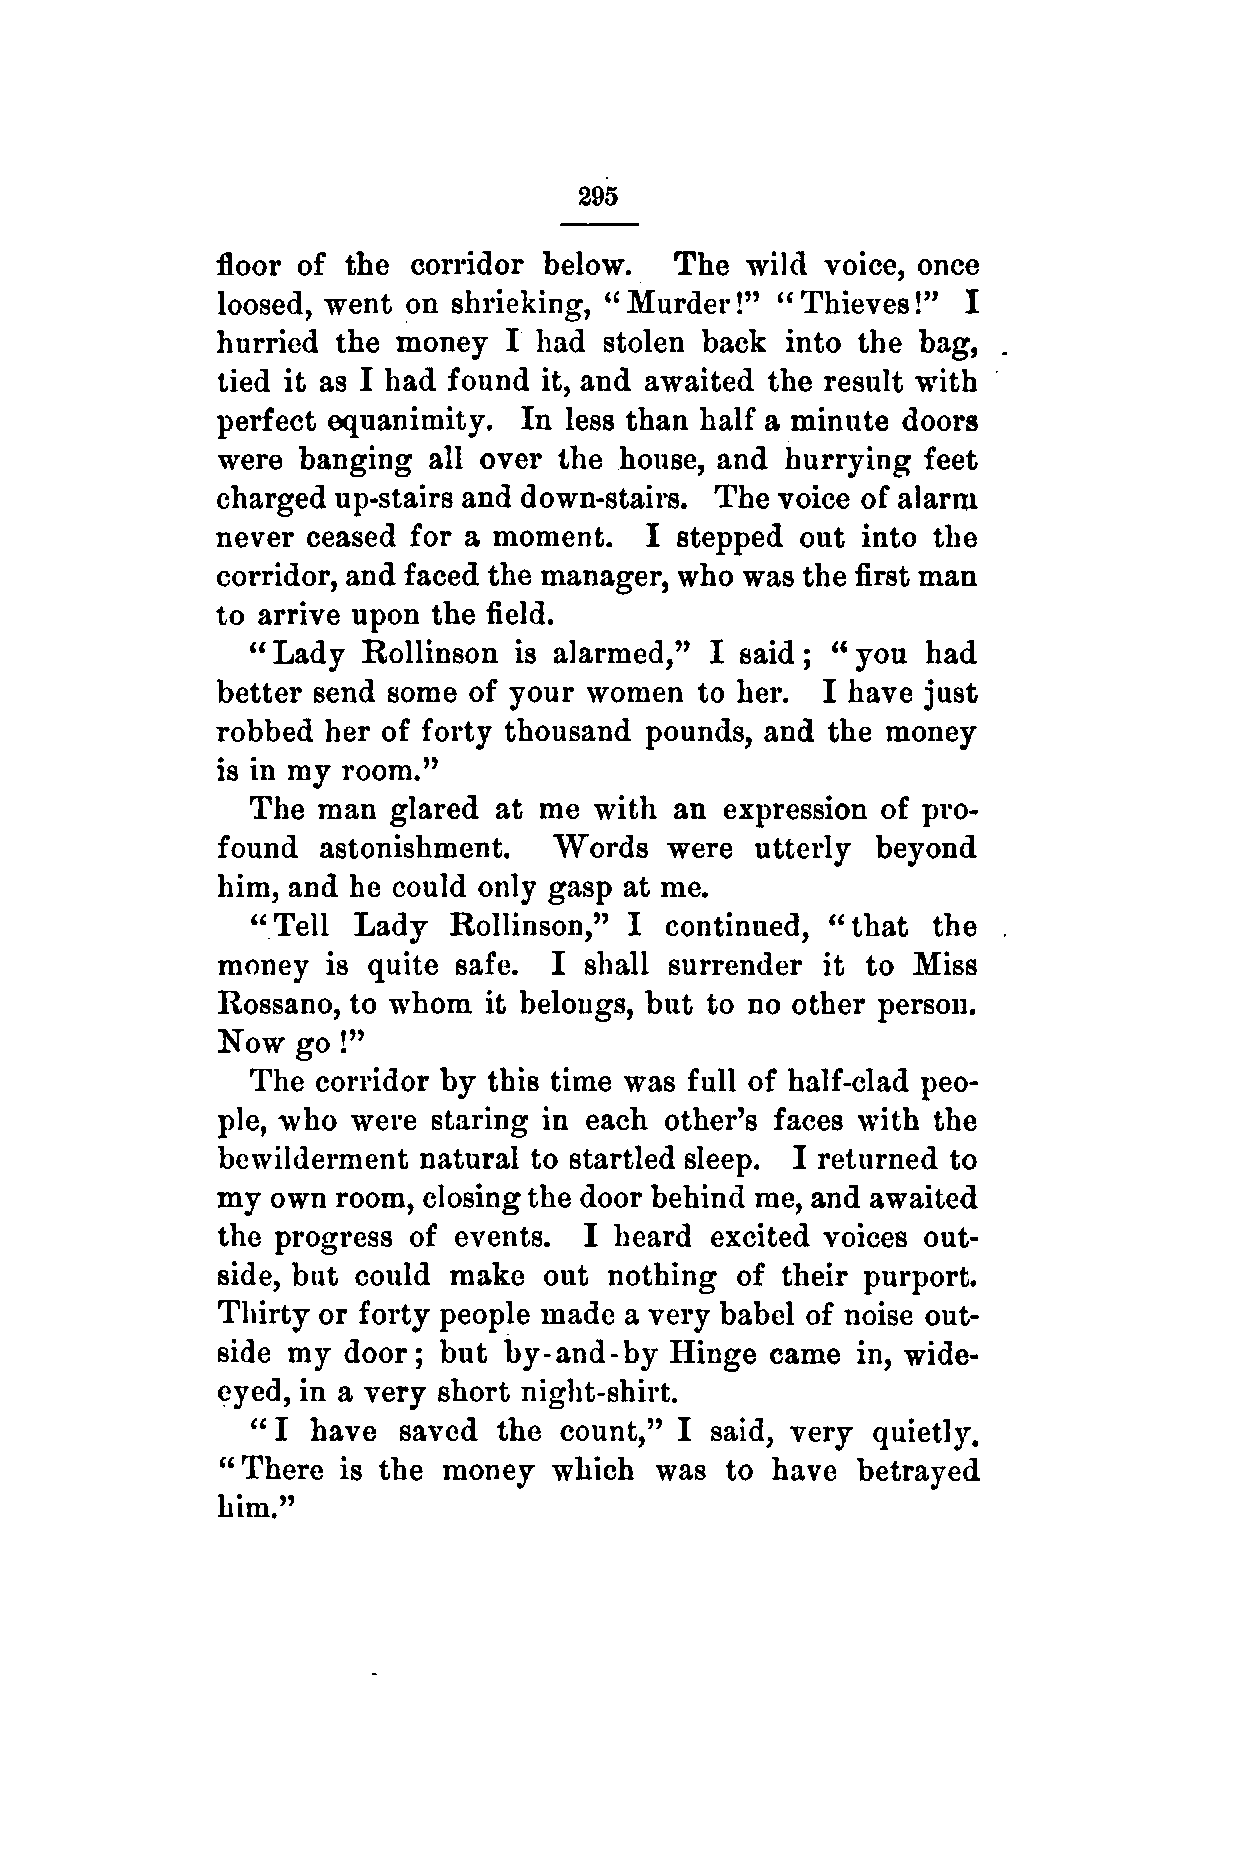 295
floor of the corridor below. The wild voice, once
loosed, went on shrieking, “Murder!” “Thieves!” I
hurried the money I had stolen back into the bag,
tied it as I had found it, and awaited the result with
perfect equanimity. In less than half a minute doors
were banging all over the house, and hurrying feet
charged up-stairs and down-stairs. The voice of alarm
never ceased for a moment. I stepped out into the
corridor, and faced the manager, who was the first man
to arrive upon the field.
“Lady Rollinson is alarmed,” I said; “you had
better send some of your women to her. I have just
robbed her of forty thousand pounds, and the money
is in my room.”
The man glared at me with an expression of pro-
found astonishment. Words were utterly beyond
him, and he could only gasp at me.
“Tell Lady Rollinson,” I continued, “that the
money is quite safe. I shall surrender it to Miss
Rossano, to whom it belongs, but to no other person.
Now go!”
The corridor by this time was full of half-clad peo-
ple, who were staring in each other’s faces with the
bewilderment natural to startled sleep. I returned to
my own room, closing the door behind me, and awaited
the progress of events. I heard excited voices out-
side, but could make out nothing of their purport.
Thirty or forty people made a very babel of noise out-
side my door; but by-and-by Hinge came in, wide-
eyed, in a very short night-shirt.
“I have saved the count,” I said, very quietly.
“There is the money which was to have betrayed
him.”